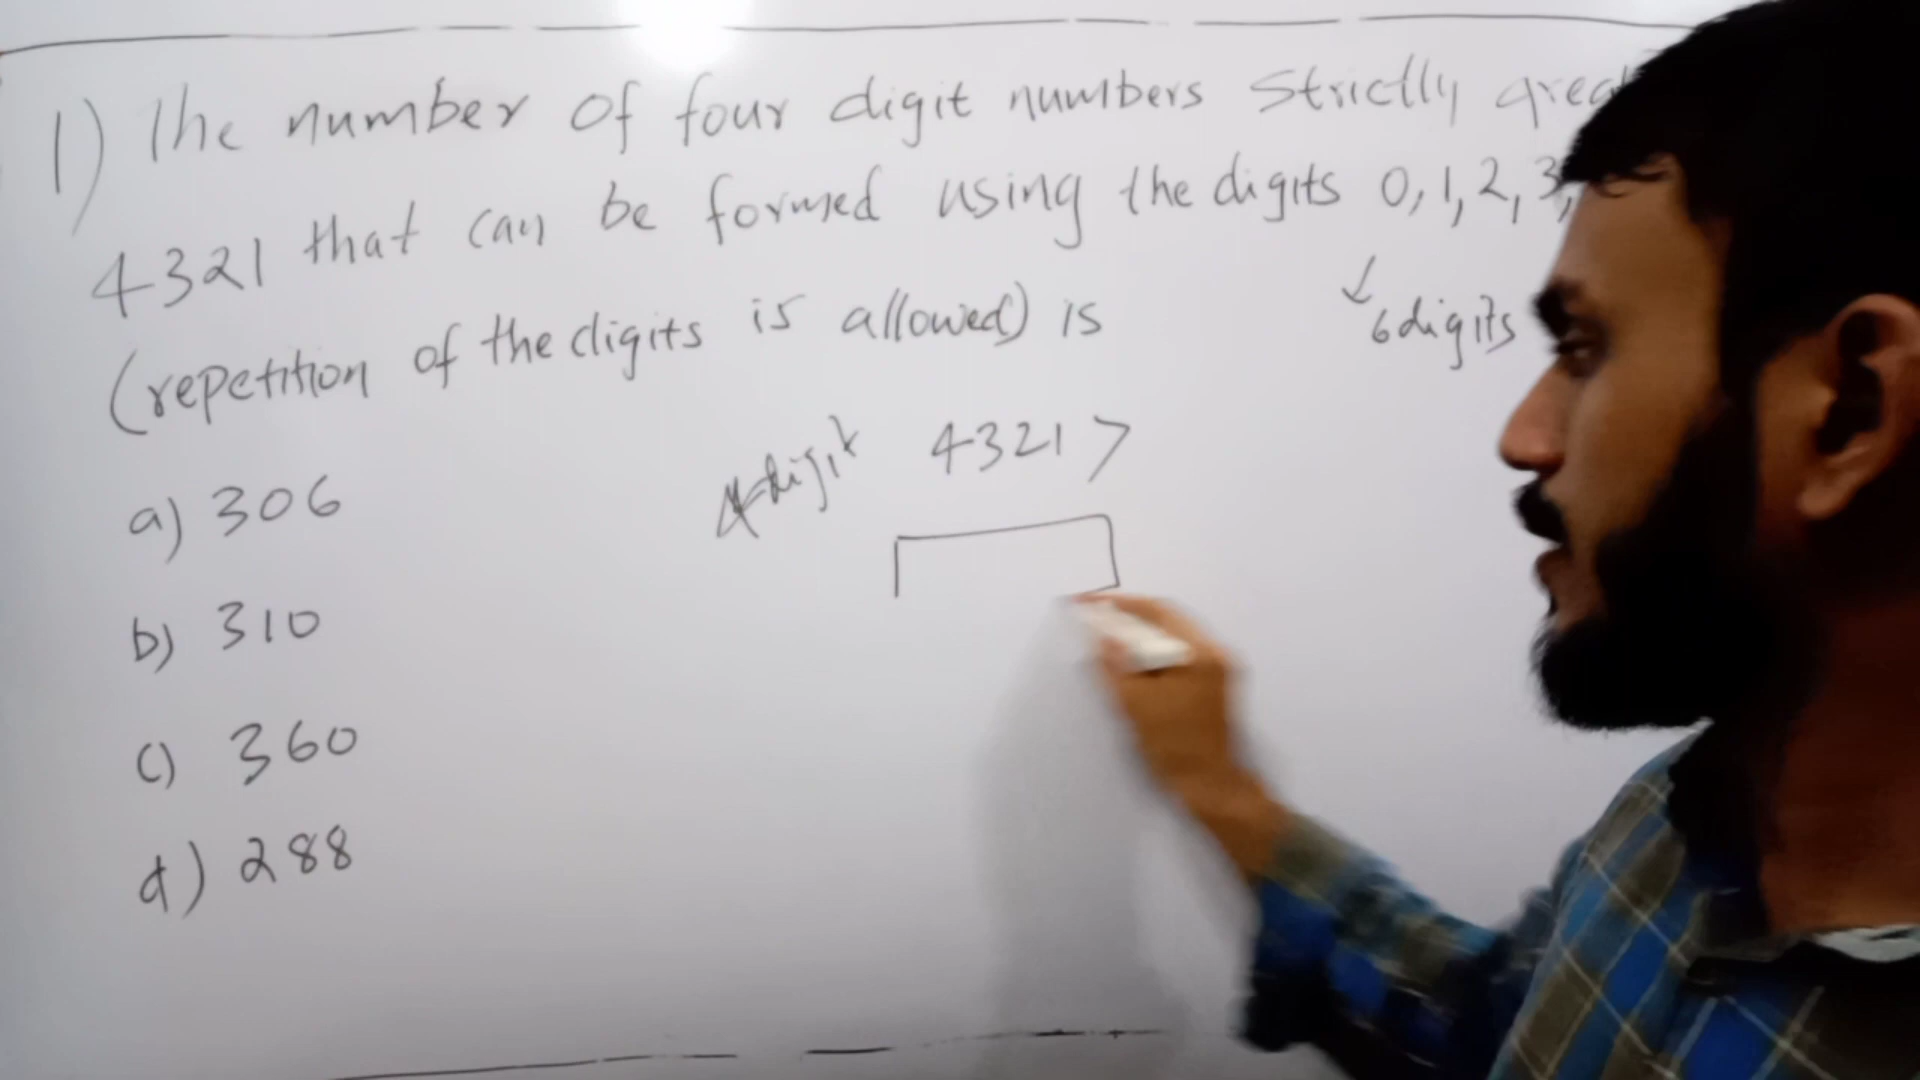 1) The number of four digit numbers strictly
4321 that can be formed using the digits 0,1,2,3,
(repetition of the digits is allowed) is
6 digits
4 digit 4321 >
a) 306
b) 310
c) 360
d) 288